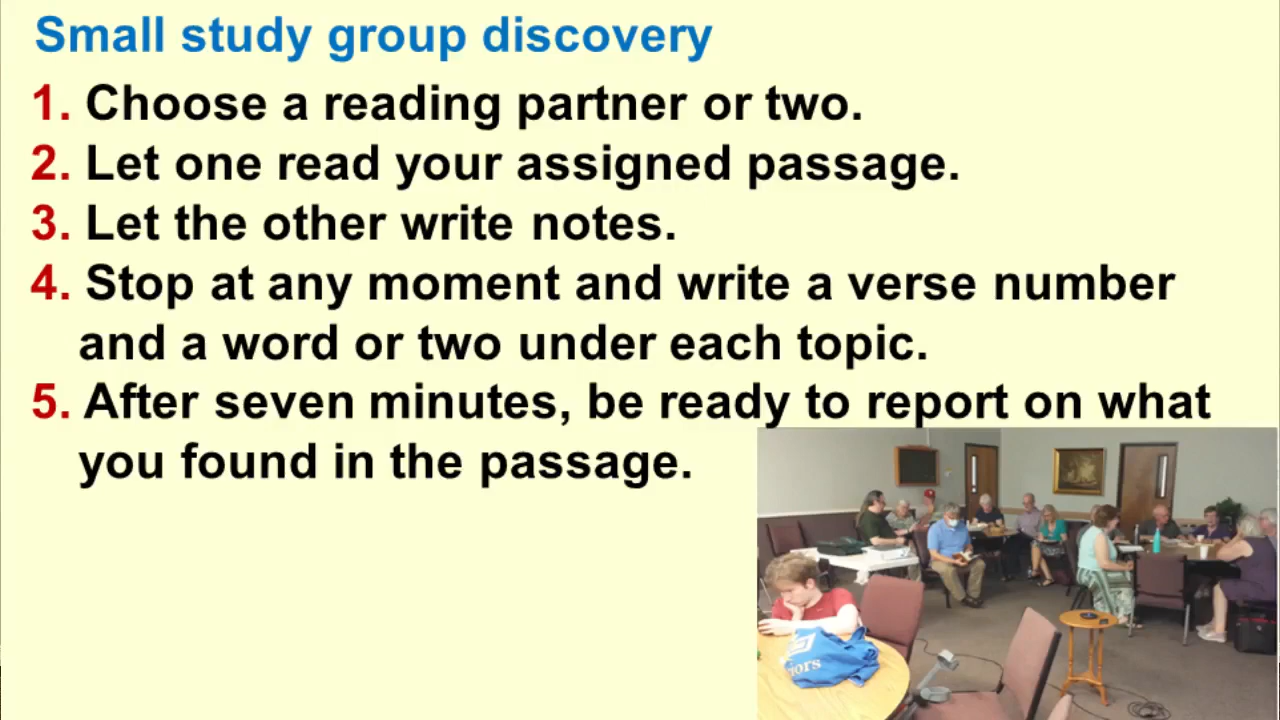 Small study group discovery
1. Choose a reading partner or two.
2. Let one read your assigned passage.
3. Let the other write notes.
4. Stop at any moment and write a verse number
and a word or two under each topic.
5. After seven minutes, be ready to report on what
you found in the passage.